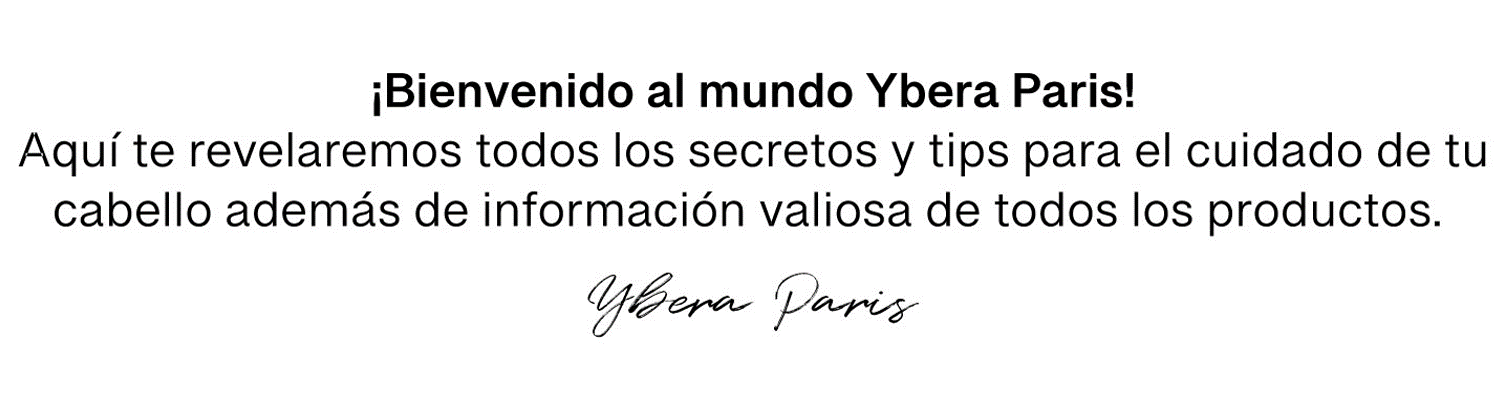 ¡Bienvenido al mundo Ybera Paris!
Aquí te revelaremos todos los secretos y tips para el cuidado de tu
cabello además de información valiosa de todos los productos.
Ybera Paris